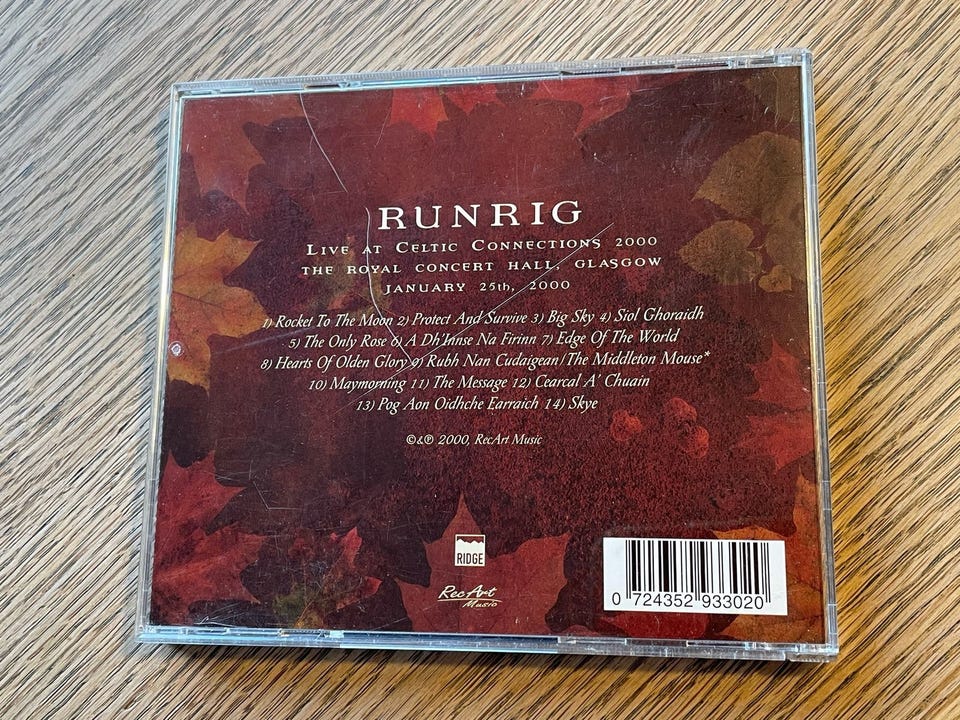 RUNRIG
LIVE AT CELTIC CONNECTIONS 2000
THE ROYAL CONCERT HALL, GLASGOW
JANUARY 25th, 2000
1) Rocket To The Moon 2) Protect And Survive 3) Big Sky 4) Siol Ghoraidh
5) The Only Rose 6) A Dh'Innse Na Firinn 7) Edge Of The World
8) Hearts Of Olden Glory 9) Rubh Nan Cudaigean/The Middleton Mouse*
10) Maymorning 11) The Message 12) Cearcal A' Chuain
13) Pog Aon Oidhche Earraich 14) Skye
©&℗ 2000, RecArt Music
RIDGE
RecArt
Music
0 724352 933020